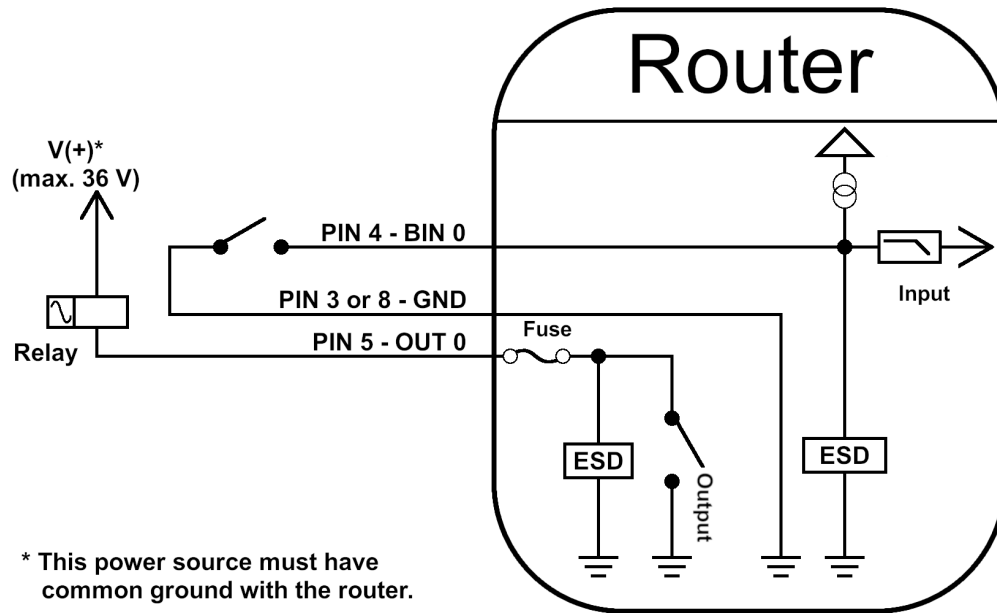 Router
V(+)*
(max. 36 V)
PIN 4 - BIN 0
Input
PIN 3 or 8 - GND
Fuse
PIN 5 - OUT 0
Relay
ESD
ESD
Output
* This power source must have
common ground with the router.